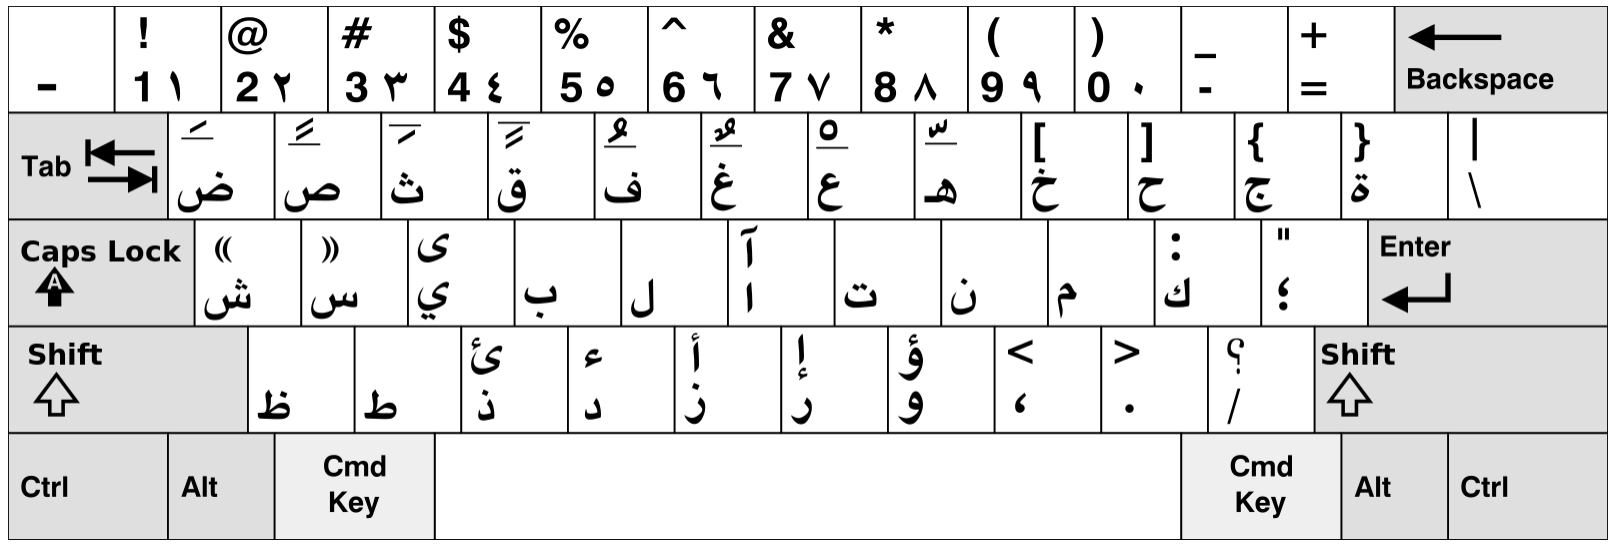 ! @ # $ % ^ & * ( ) _ +
- 1 ١ 2 ٢ 3 ٣ 4 ٤ 5 ٥ 6 ٦ 7 ٧ 8 ٨ 9 ٩ 0 ٠ - = Backspace
Tab َ ً ِ ٍ ُ ٌ ْ ّ [ ] { } |
ض ص ث ق ف غ ع هـ خ ح ج ة \
Caps Lock « » ى آ : " Enter
A ش س ي ب ل ا ت ن م ك ؛
Shift ئ ء أ إ ؤ < > ؟ Shift
ظ ط ذ د ز ر و ، . /
Ctrl Alt Cmd Key Cmd Key Alt Ctrl